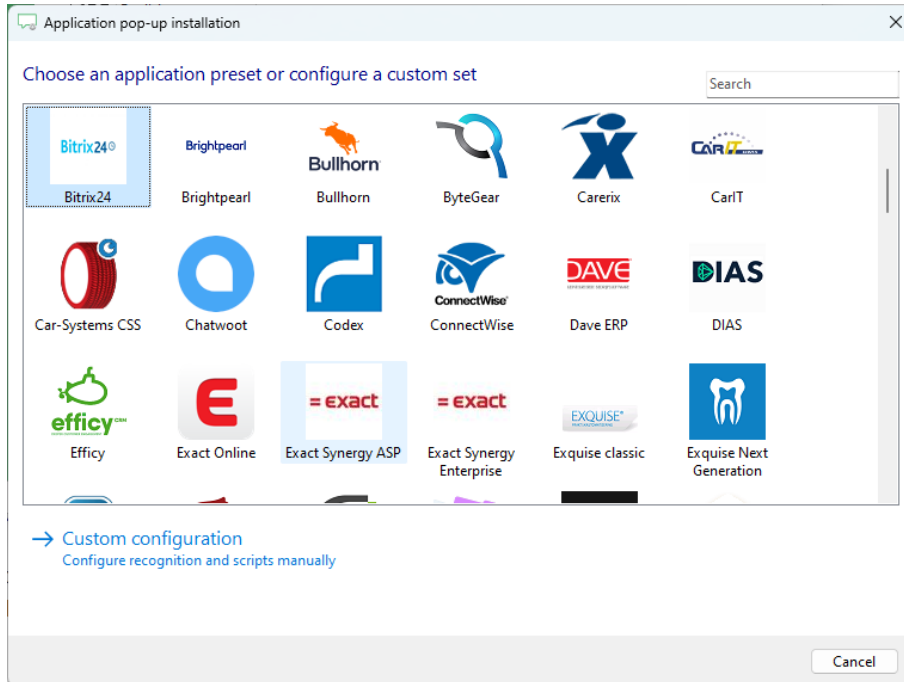 Application pop-up installation
Choose an application preset or configure a custom set
Search
Bitrix24
Brightpearl
Bullhorn
CarIT
Bitrix24
Brightpearl
Bullhorn
ByteGear
Carerix
CarIT
ConnectWise
DAVE
DIAS
Car-Systems CSS
Chatwoot
Codex
ConnectWise
Dave ERP
DIAS
efficy CRM
E
= exact
= exact
EXQUISE
Efficy
Exact Online
Exact Synergy ASP
Exact Synergy
Enterprise
Exquise classic
Exquise Next
Generation
→ Custom configuration
Configure recognition and scripts manually
Cancel